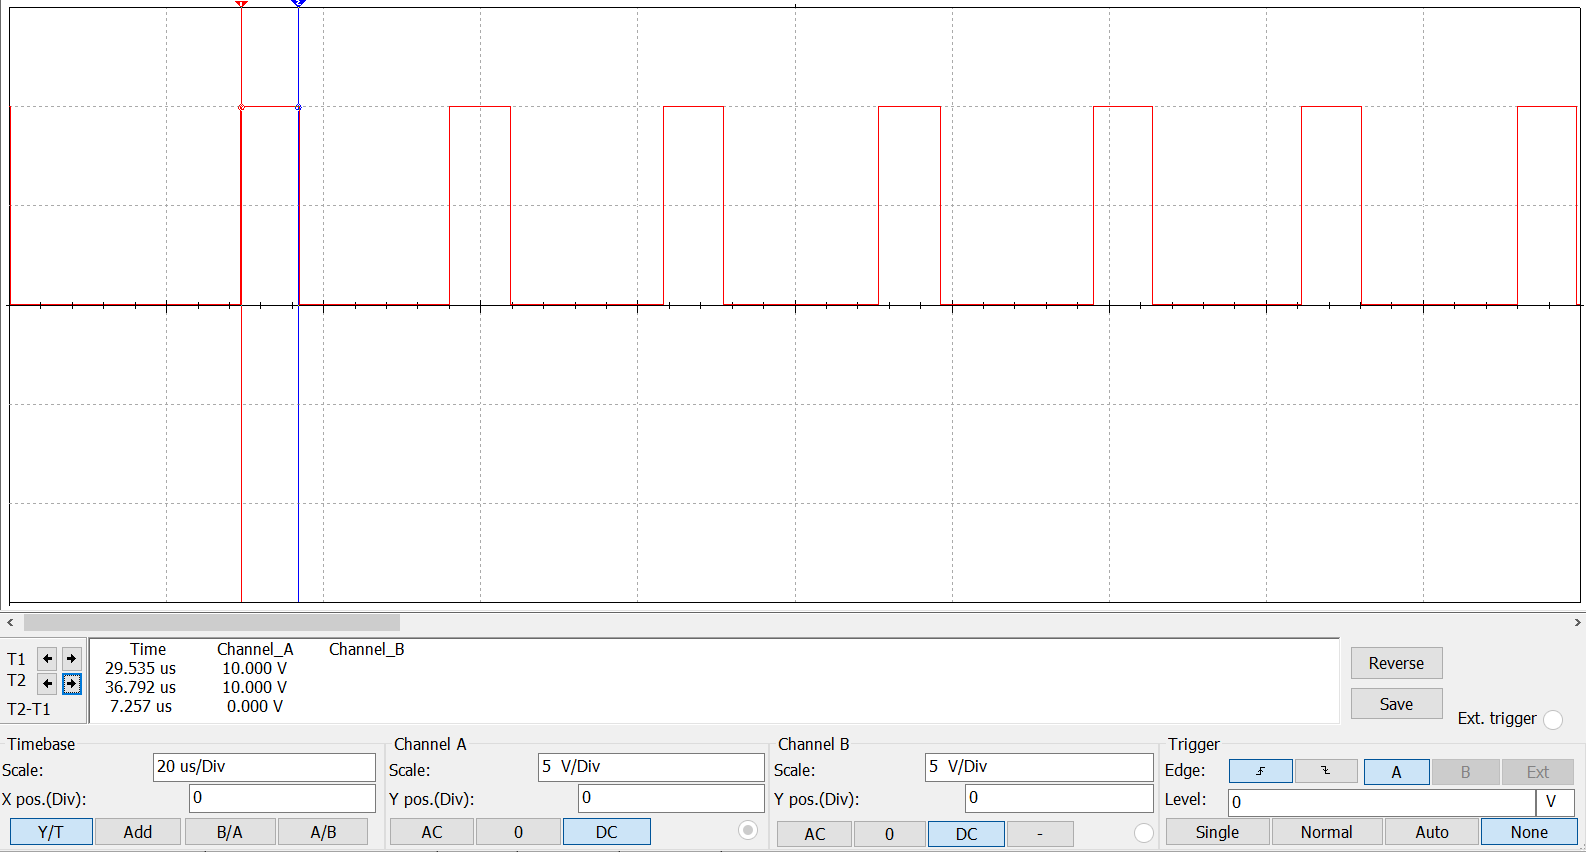 Time Channel_A Channel_B
T1 29.535 us 10.000 V
T2 36.792 us 10.000 V
T2-T1 7.257 us 0.000 V
Reverse
Save
Ext. trigger
Timebase
Scale: 20 us/Div
X pos.(Div): 0
Y/T Add B/A A/B
Channel A
Scale: 5 V/Div
Y pos.(Div): 0
AC 0 DC
Channel B
Scale: 5 V/Div
Y pos.(Div): 0
AC 0 DC -
Trigger
Edge: A B Ext
Level: 0 V
Single Normal Auto None